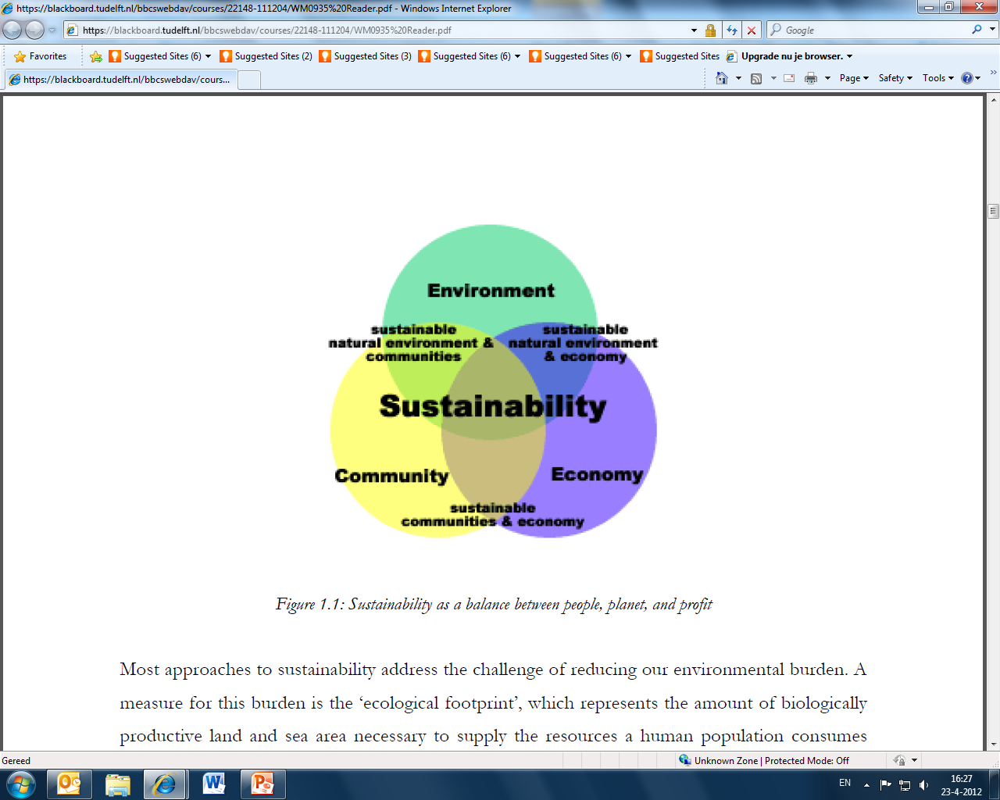 https://blackboard.tudelft.nl/bbcswebdav/courses/22148-111204/WM0935%20Reader.pdf - Windows Internet Explorer
https://blackboard.tudelft.nl/bbcswebdav/courses/22148-111204/WM0935%20Reader.pdf
Google
Favorites
Suggested Sites (6)
Suggested Sites (2)
Suggested Sites (3)
Suggested Sites (6)
Suggested Sites (6)
Suggested Sites
Upgrade nu je browser.
https://blackboard.tudelft.nl/bbcswebdav/cours...
Page
Safety
Tools
Environment
sustainable
natural environment &
communities
sustainable
natural environment
& economy
Sustainability
Community
Economy
sustainable
communities & economy
Figure 1.1: Sustainability as a balance between people, planet, and profit
Most approaches to sustainability address the challenge of reducing our environmental burden. A
measure for this burden is the ‘ecological footprint’, which represents the amount of biologically
productive land and sea area necessary to supply the resources a human population consumes
Gereed
Unknown Zone | Protected Mode: Off
EN
16:27
23-4-2012